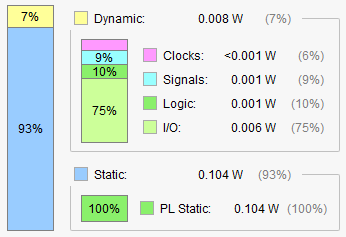 7%
93%
Dynamic: 0.008 W (7%)
9%
10%
75%
Clocks: <0.001 W (6%)
Signals: 0.001 W (9%)
Logic: 0.001 W (10%)
I/O: 0.006 W (75%)
Static: 0.104 W (93%)
100%
PL Static: 0.104 W (100%)